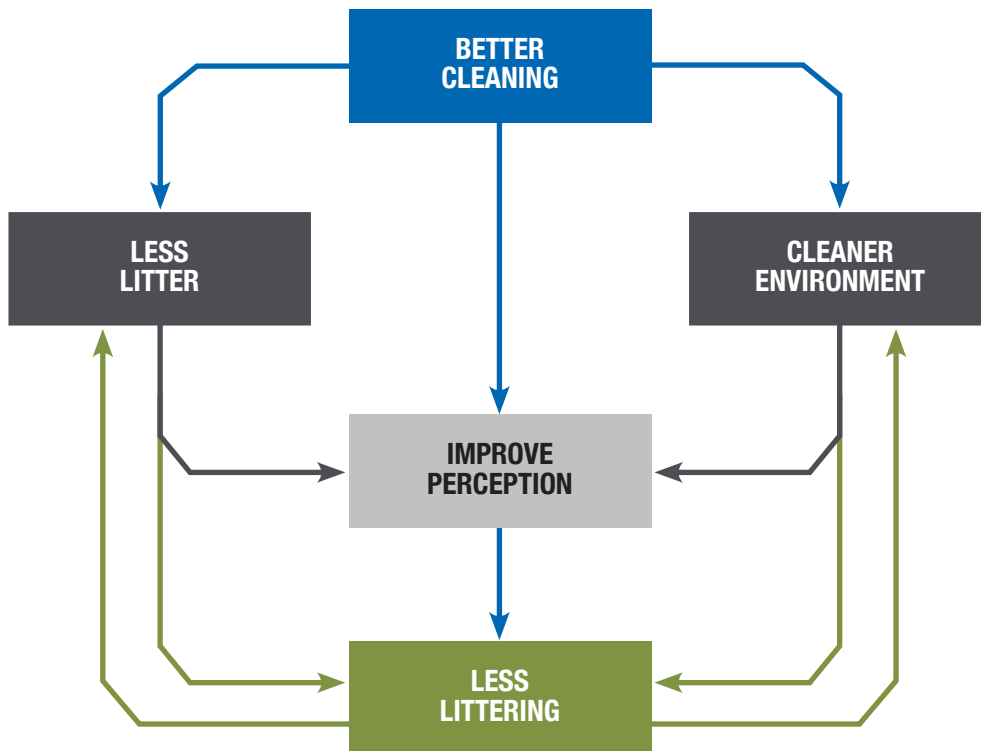 BETTER
CLEANING
LESS
LITTER
CLEANER
ENVIRONMENT
IMPROVE
PERCEPTION
LESS
LITTERING